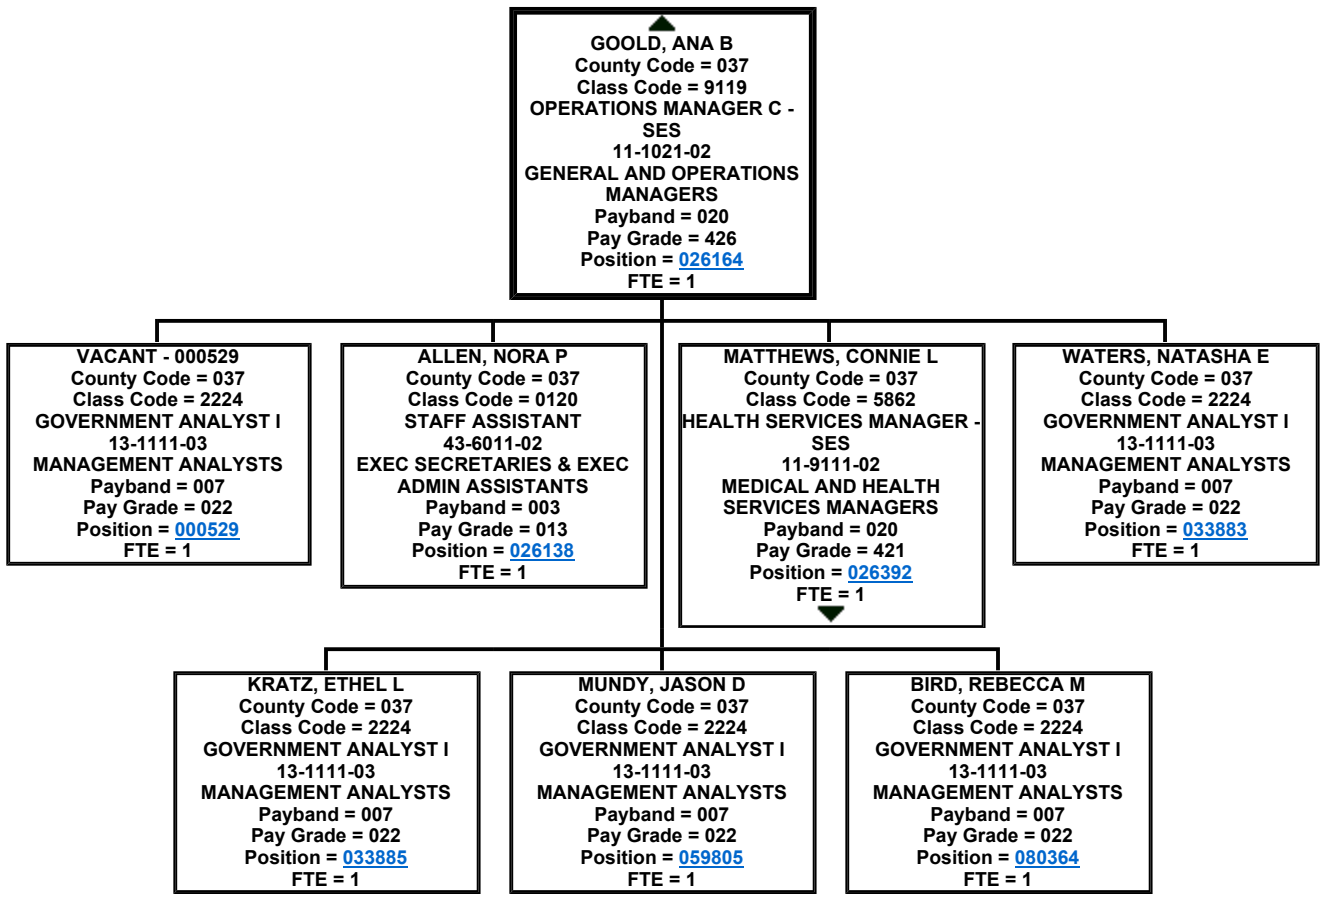 GOOLD, ANA B
County Code = 037
Class Code = 9119
OPERATIONS MANAGER C -
SES
11-1021-02
GENERAL AND OPERATIONS
MANAGERS
Payband = 020
Pay Grade = 426
Position = 026164
FTE = 1
VACANT - 000529
County Code = 037
Class Code = 2224
GOVERNMENT ANALYST I
13-1111-03
MANAGEMENT ANALYSTS
Payband = 007
Pay Grade = 022
Position = 000529
FTE = 1
ALLEN, NORA P
County Code = 037
Class Code = 0120
STAFF ASSISTANT
43-6011-02
EXEC SECRETARIES & EXEC
ADMIN ASSISTANTS
Payband = 003
Pay Grade = 013
Position = 026138
FTE = 1
MATTHEWS, CONNIE L
County Code = 037
Class Code = 5862
HEALTH SERVICES MANAGER -
SES
11-9111-02
MEDICAL AND HEALTH
SERVICES MANAGERS
Payband = 020
Pay Grade = 421
Position = 026392
FTE = 1
WATERS, NATASHA E
County Code = 037
Class Code = 2224
GOVERNMENT ANALYST I
13-1111-03
MANAGEMENT ANALYSTS
Payband = 007
Pay Grade = 022
Position = 033883
FTE = 1
KRATZ, ETHEL L
County Code = 037
Class Code = 2224
GOVERNMENT ANALYST I
13-1111-03
MANAGEMENT ANALYSTS
Payband = 007
Pay Grade = 022
Position = 033885
FTE = 1
MUNDY, JASON D
County Code = 037
Class Code = 2224
GOVERNMENT ANALYST I
13-1111-03
MANAGEMENT ANALYSTS
Payband = 007
Pay Grade = 022
Position = 059805
FTE = 1
BIRD, REBECCA M
County Code = 037
Class Code = 2224
GOVERNMENT ANALYST I
13-1111-03
MANAGEMENT ANALYSTS
Payband = 007
Pay Grade = 022
Position = 080364
FTE = 1